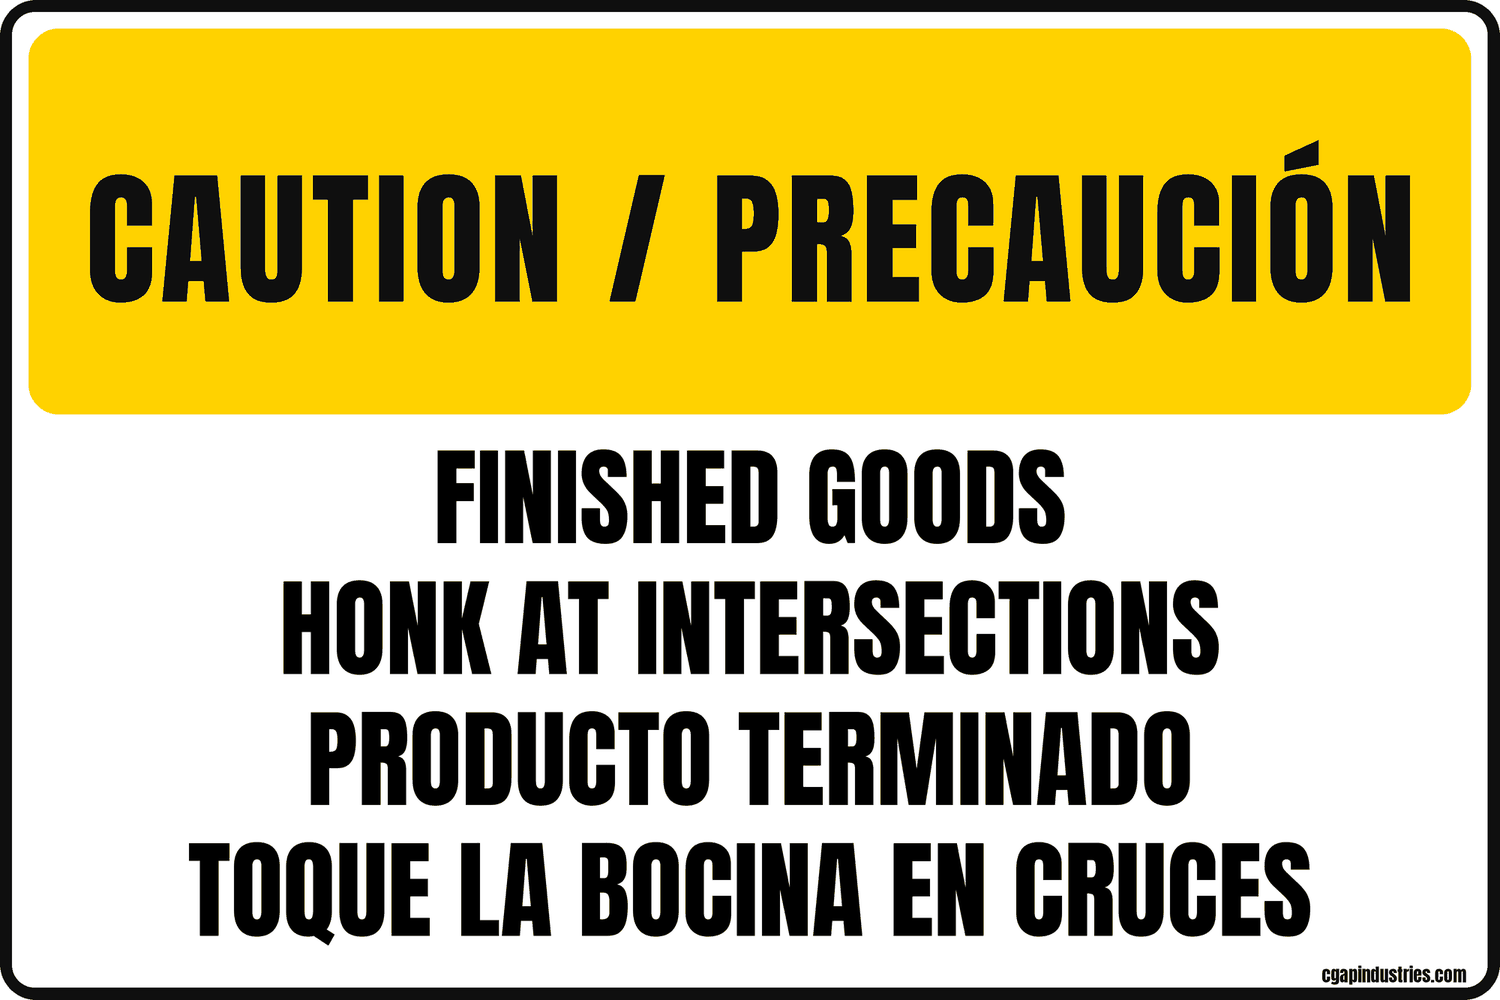 CAUTION / PRECAUCIÓN
FINISHED GOODS
HONK AT INTERSECTIONS
PRODUCTO TERMINADO
TOQUE LA BOCINA EN CRUCES
cgapindustries.com